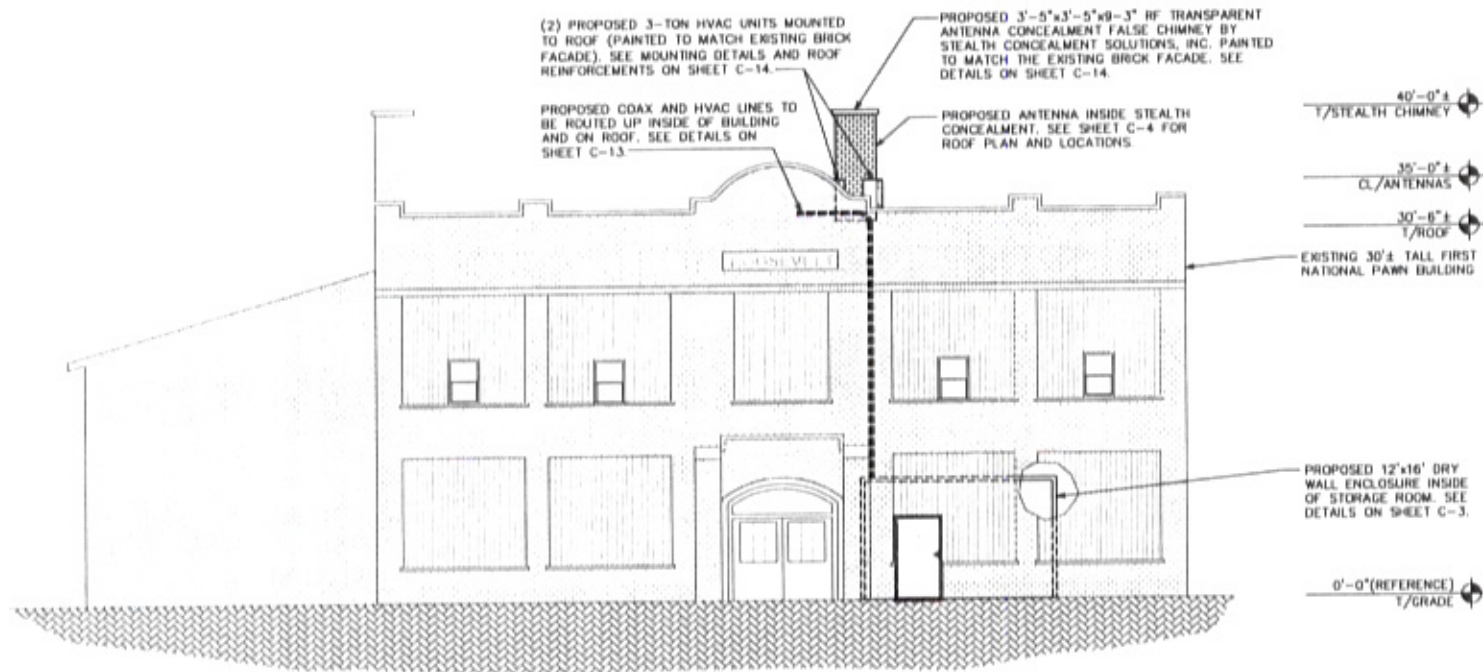 (2) PROPOSED 3-TON HVAC UNITS MOUNTED
TO ROOF (PAINTED TO MATCH EXISTING BRICK
FACADE). SEE MOUNTING DETAILS AND ROOF
REINFORCEMENTS ON SHEET C-14.
PROPOSED COAX AND HVAC LINES TO
BE ROUTED UP INSIDE OF BUILDING
AND ON ROOF. SEE DETAILS ON
SHEET C-13.
PROPOSED 3'-5"x3'-5"x9-3" RF TRANSPARENT
ANTENNA CONCEALMENT FALSE CHIMNEY BY
STEALTH CONCEALMENT SOLUTIONS, INC. PAINTED
TO MATCH THE EXISTING BRICK FACADE. SEE
DETAILS ON SHEET C-14.
PROPOSED ANTENNA INSIDE STEALTH
CONCEALMENT. SEE SHEET C-4 FOR
ROOF PLAN AND LOCATIONS
40'-0"±
T/STEALTH CHIMNEY
35'-0"±
CL/ANTENNAS
30'-6"±
T/ROOF
EXISTING 30'± TALL FIRST
NATIONAL PAWN BUILDING
ROOSEVELT
PROPOSED 12'x16' DRY
WALL ENCLOSURE INSIDE
OF STORAGE ROOM. SEE
DETAILS ON SHEET C-3.
0'-0"(REFERENCE)
T/GRADE